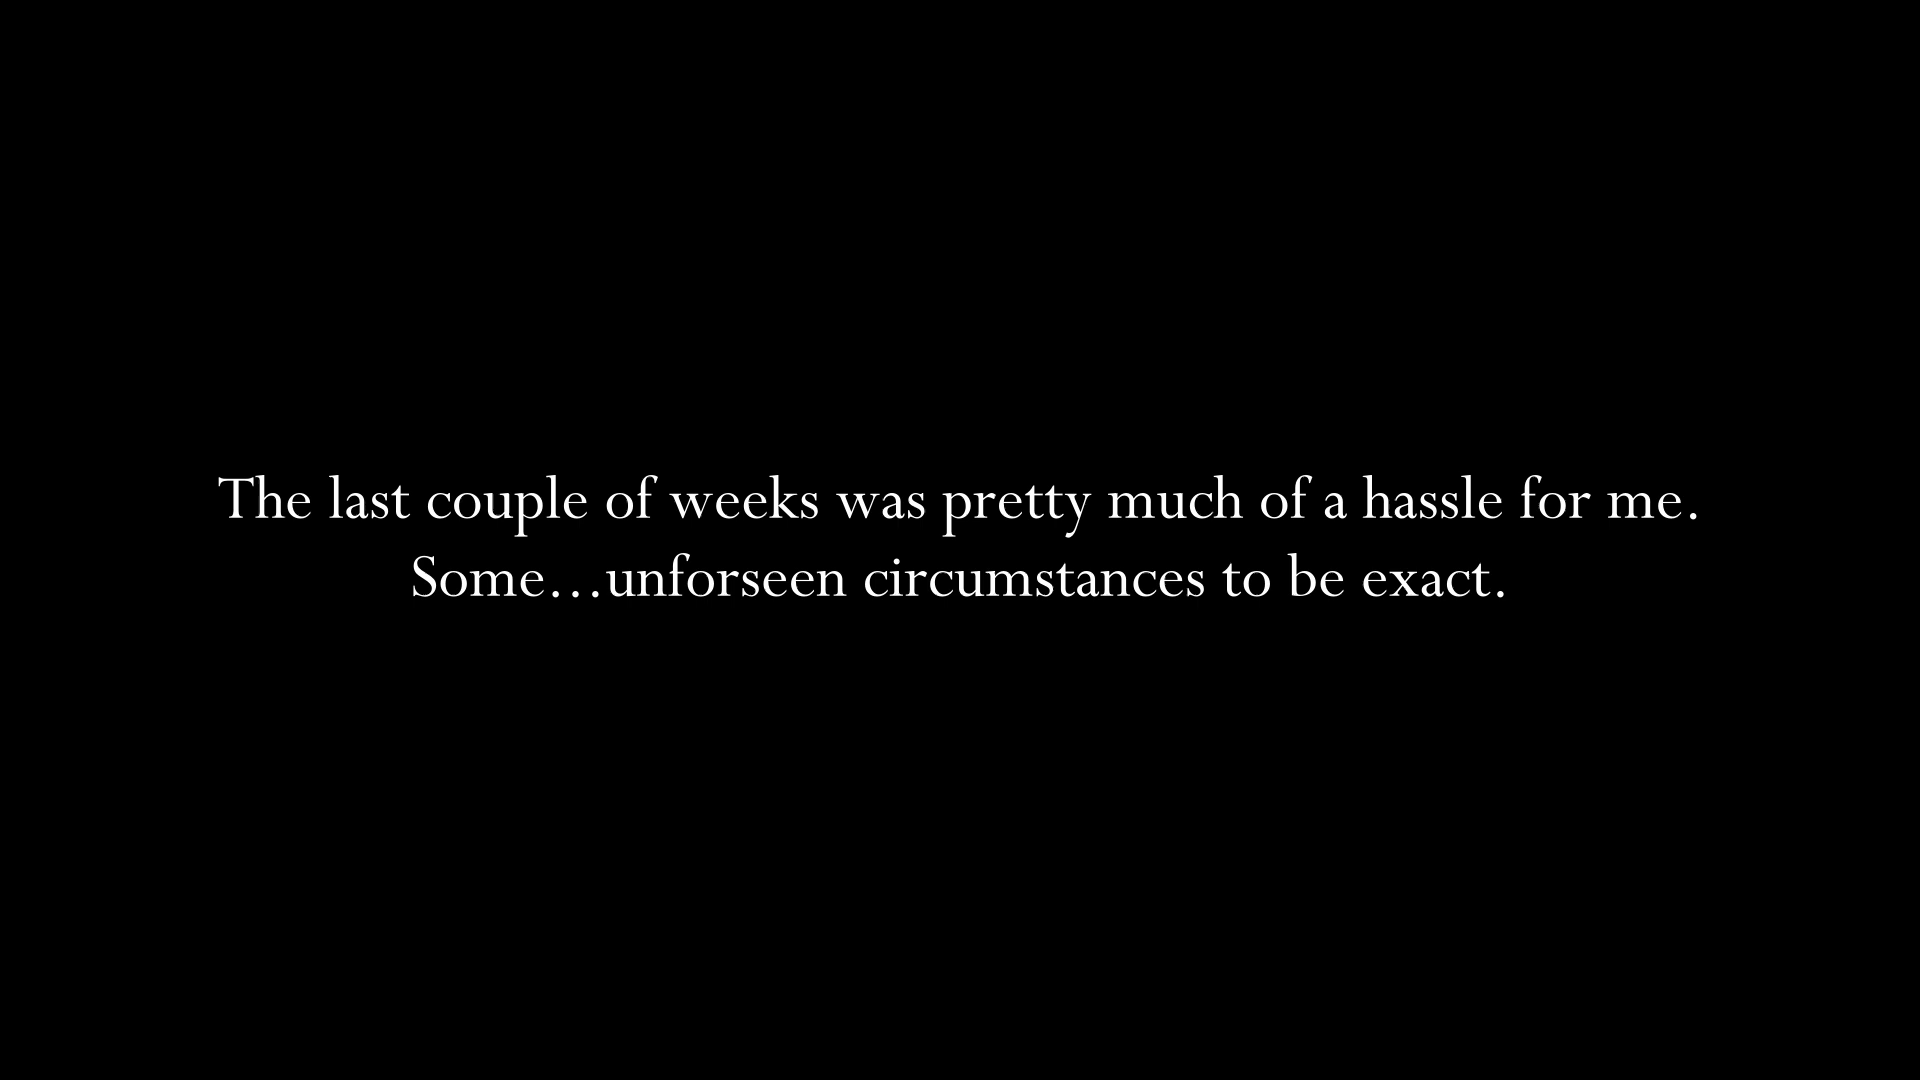 The last couple of weeks was pretty much of a hassle for me.
Some...unforseen circumstances to be exact.